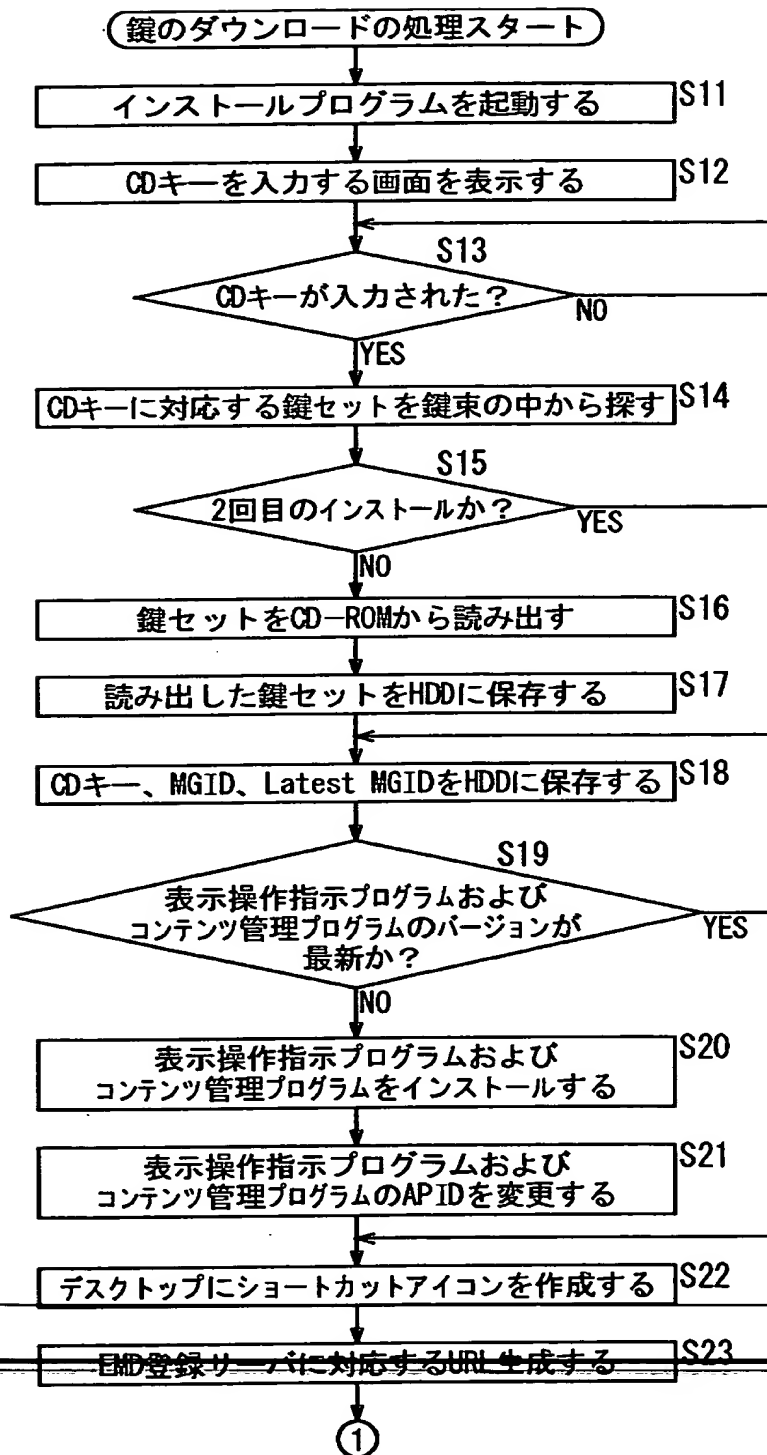 鍵のダウンロードの処理スタート
インストールプログラムを起動する S11
CDキーを入力する画面を表示する S12
S13
CDキーが入力された？
NO
YES
CDキーに対応する鍵セットを鍵束の中から探す S14
S15
2回目のインストールか？
YES
NO
鍵セットをCD-ROMから読み出す S16
読み出した鍵セットをHDDに保存する S17
CDキー、MGID、Latest MGIDをHDDに保存する S18
S19
表示操作指示プログラムおよび
コンテンツ管理プログラムのバージョンが
最新か？
YES
NO
表示操作指示プログラムおよび S20
コンテンツ管理プログラムをインストールする
表示操作指示プログラムおよび S21
コンテンツ管理プログラムのAPIDを変更する
デスクトップにショートカットアイコンを作成する S22
EMD登録サーバに対応するURL生成する S23
1